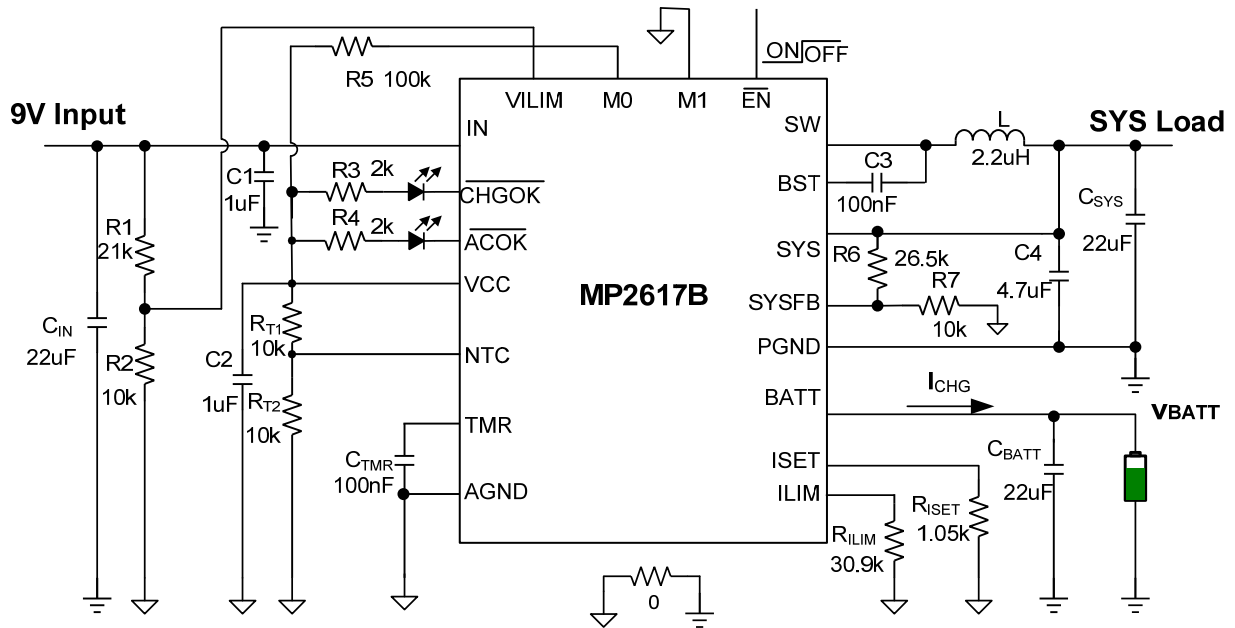 ON OFF
R5 100k
VILIM M0 M1 EN
9V Input
IN
SW
L
SYS Load
2.2uH
C1
1uF
R3 2k
CHGOK
BST
C3
100nF
CSYS
22uF
R1
21k
R4 2k
ACOK
SYS
R6
26.5k
C4
4.7uF
VCC
MP2617B
SYSFB
R7
10k
CIN
22uF
RT1
10k
R2
10k
C2
1uF
NTC
PGND
RT2
10k
BATT
ICHG
VBATT
TMR
CTMR
100nF
AGND
ISET
ILIM
CBATT
22uF
RISET
1.05k
RILIM
30.9k
0